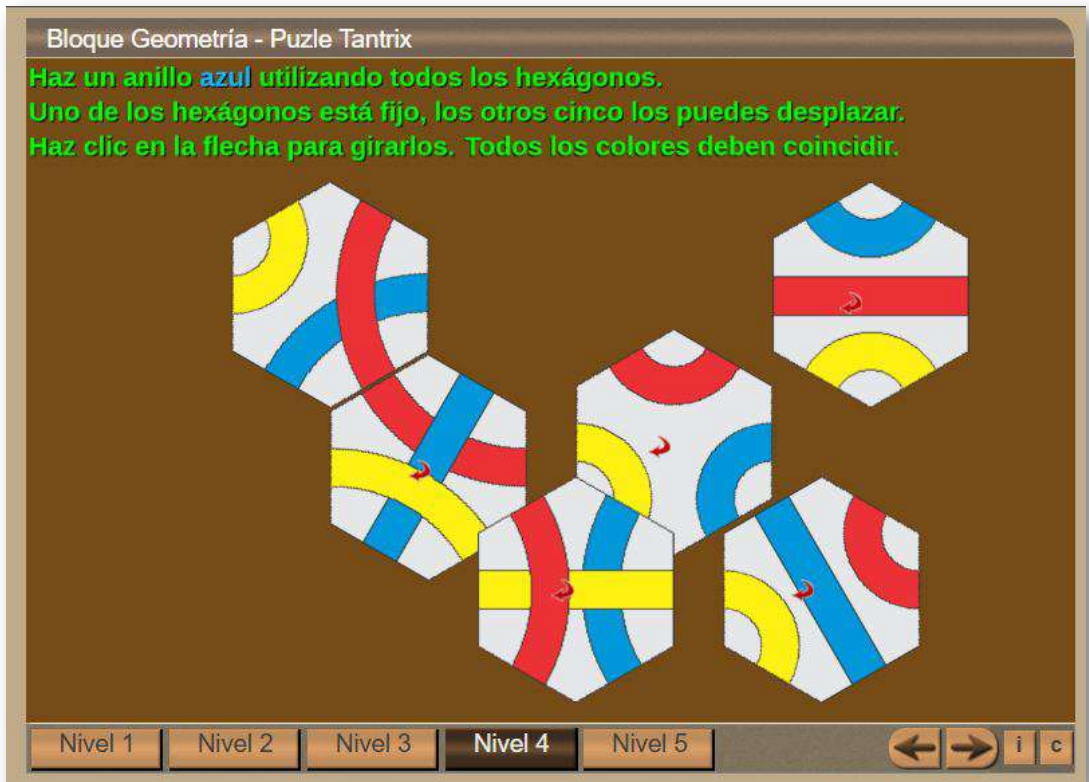 Bloque Geometría - Puzle Tantrix
Haz un anillo azul utilizando todos los hexágonos.
Uno de los hexágonos está fijo, los otros cinco los puedes desplazar.
Haz clic en la flecha para girarlos. Todos los colores deben coincidir.
Nivel 1 Nivel 2 Nivel 3 Nivel 4 Nivel 5 i c